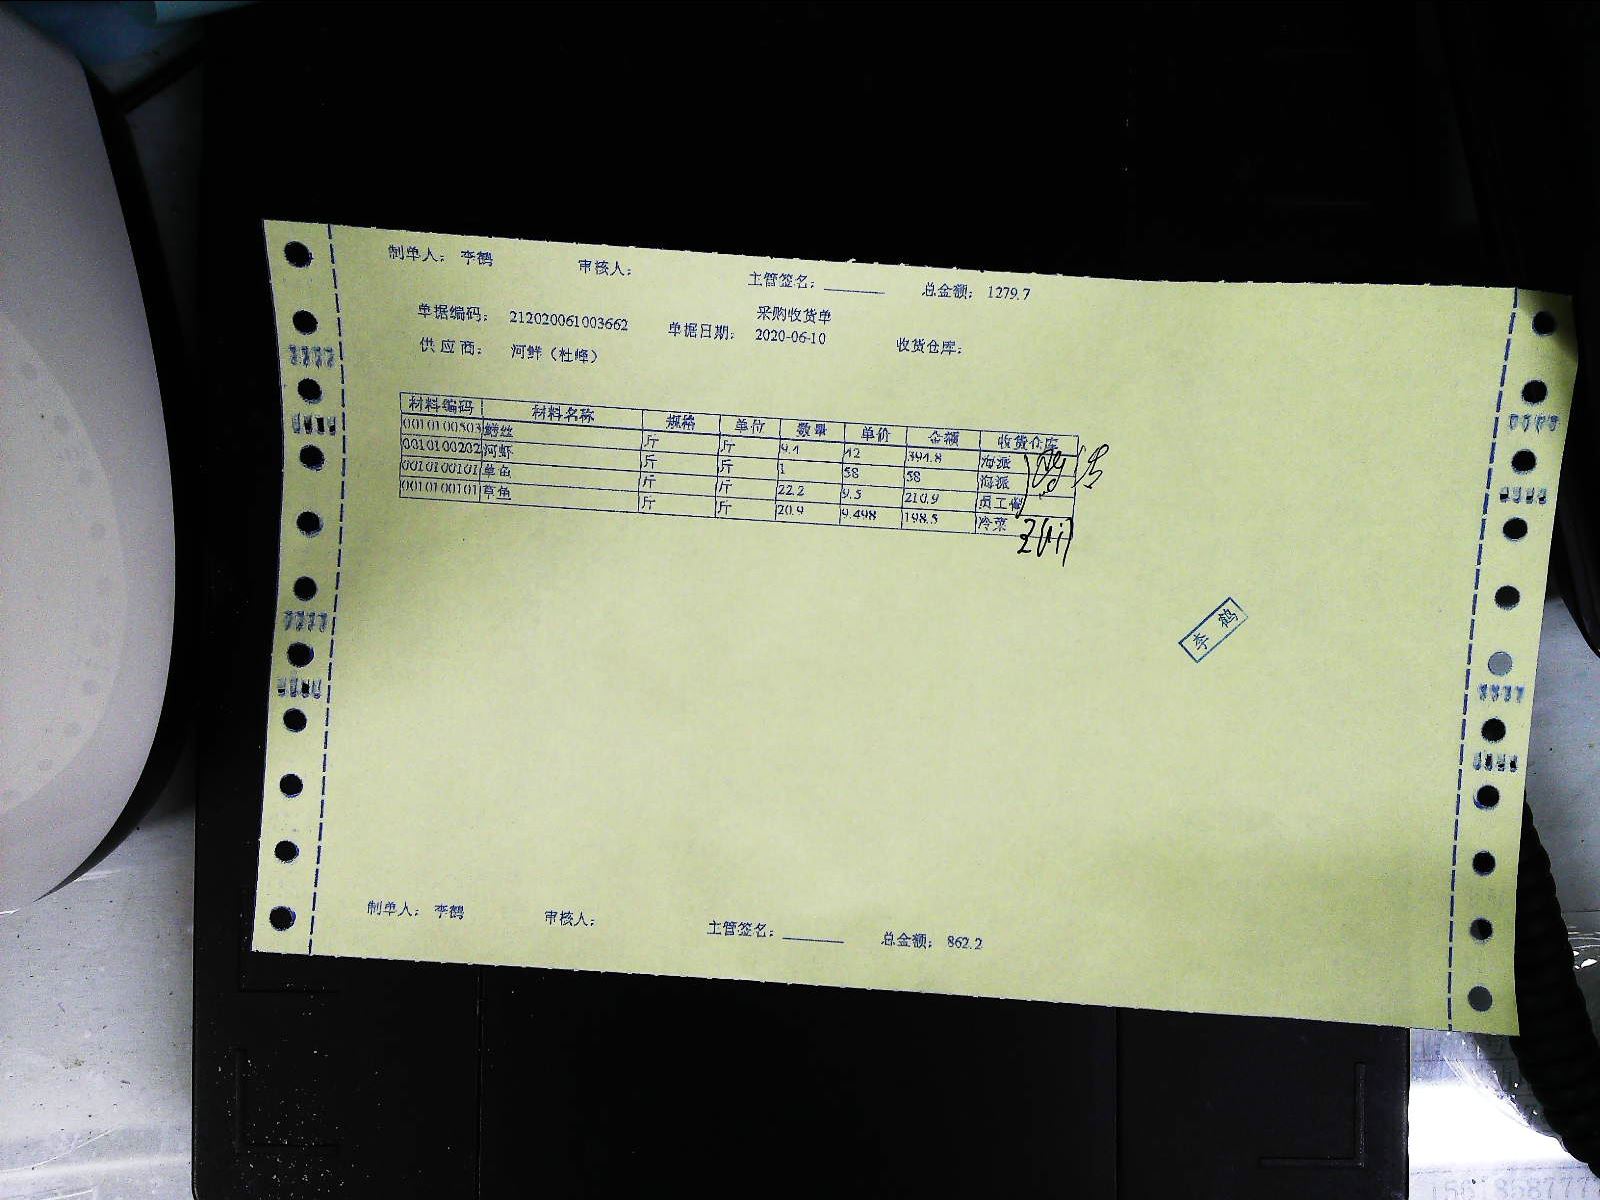 制单人: 李鹤 审核人: 主管签名: 总金额: 1279.7
采购收货单
单据编码: 212020061003662 单据日期: 2020-06-10 收货仓库:
供应商: 河鲜（杜峰）
材料编码 材料名称 规格 单位 数量 单价 金额 收货仓库
0010100503 鳝丝 斤 斤 9.4 42 394.8 海派
0010100202 河虾 斤 斤 1 58 58 海派
0010100101 草鱼 斤 斤 22.2 9.5 210.9 员工餐
0010100101 草鱼 斤 斤 20.9 9.498 198.5 冷菜
李鹤
制单人: 李鹤 审核人: 主管签名: 总金额: 862.2